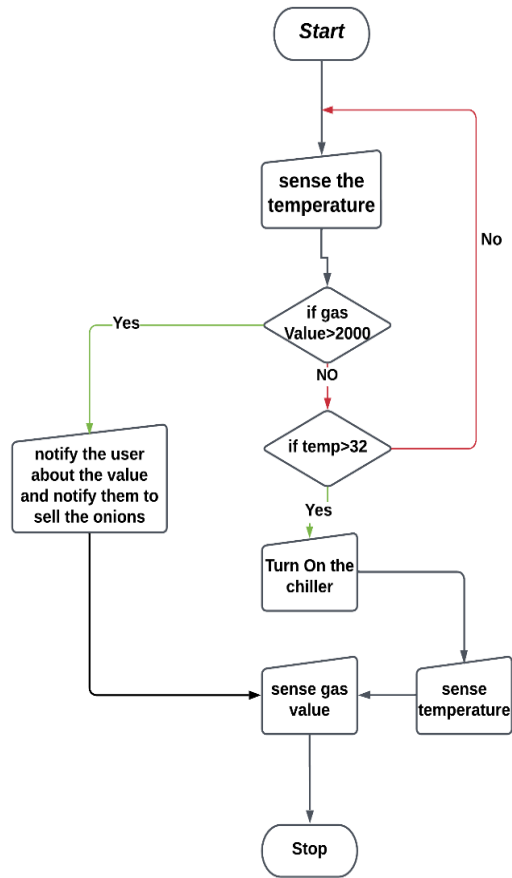 Start
sense the
temperature
No
if gas
Value>2000
Yes
NO
if temp>32
notify the user
about the value
and notify them to
sell the onions
Yes
Turn On the
chiller
sense gas
value
sense
temperature
Stop